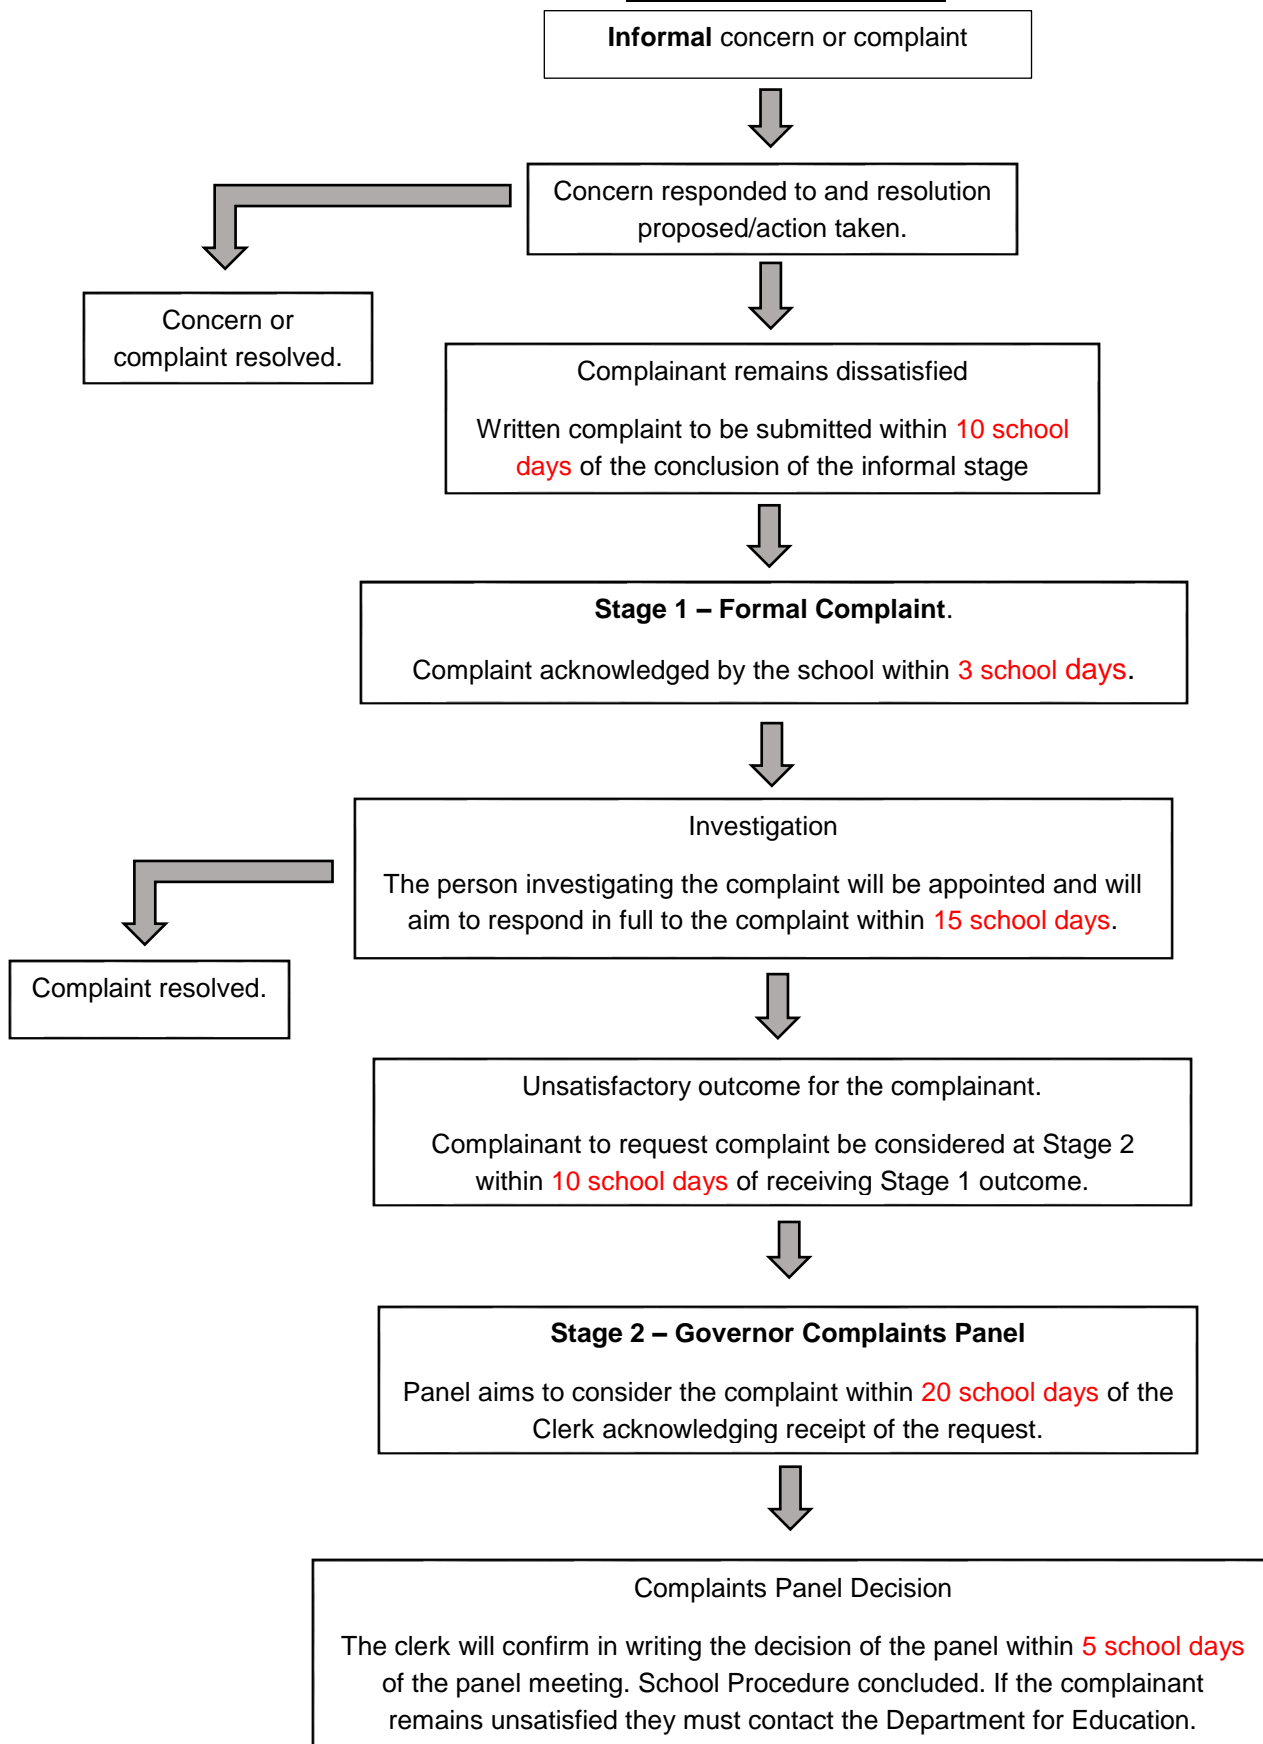 Informal concern or complaint
Concern responded to and resolution
proposed/action taken.
Concern or
complaint resolved.
Complainant remains dissatisfied
Written complaint to be submitted within 10 school
days of the conclusion of the informal stage
Stage 1 – Formal Complaint.
Complaint acknowledged by the school within 3 school days.
Investigation
The person investigating the complaint will be appointed and will
aim to respond in full to the complaint within 15 school days.
Complaint resolved.
Unsatisfactory outcome for the complainant.
Complainant to request complaint be considered at Stage 2
within 10 school days of receiving Stage 1 outcome.
Stage 2 – Governor Complaints Panel
Panel aims to consider the complaint within 20 school days of the
Clerk acknowledging receipt of the request.
Complaints Panel Decision
The clerk will confirm in writing the decision of the panel within 5 school days
of the panel meeting. School Procedure concluded. If the complainant
remains unsatisfied they must contact the Department for Education.